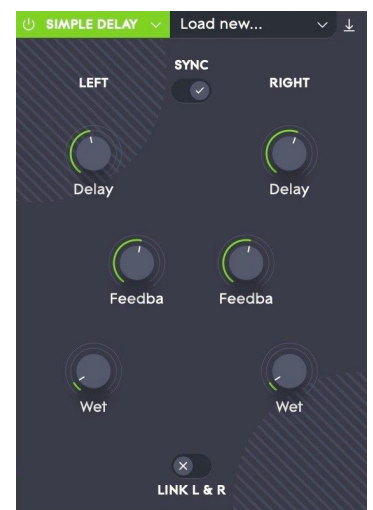 SIMPLE DELAY Load new...
SYNC
LEFT RIGHT
Delay Delay
Feedba Feedba
Wet Wet
LINK L & R